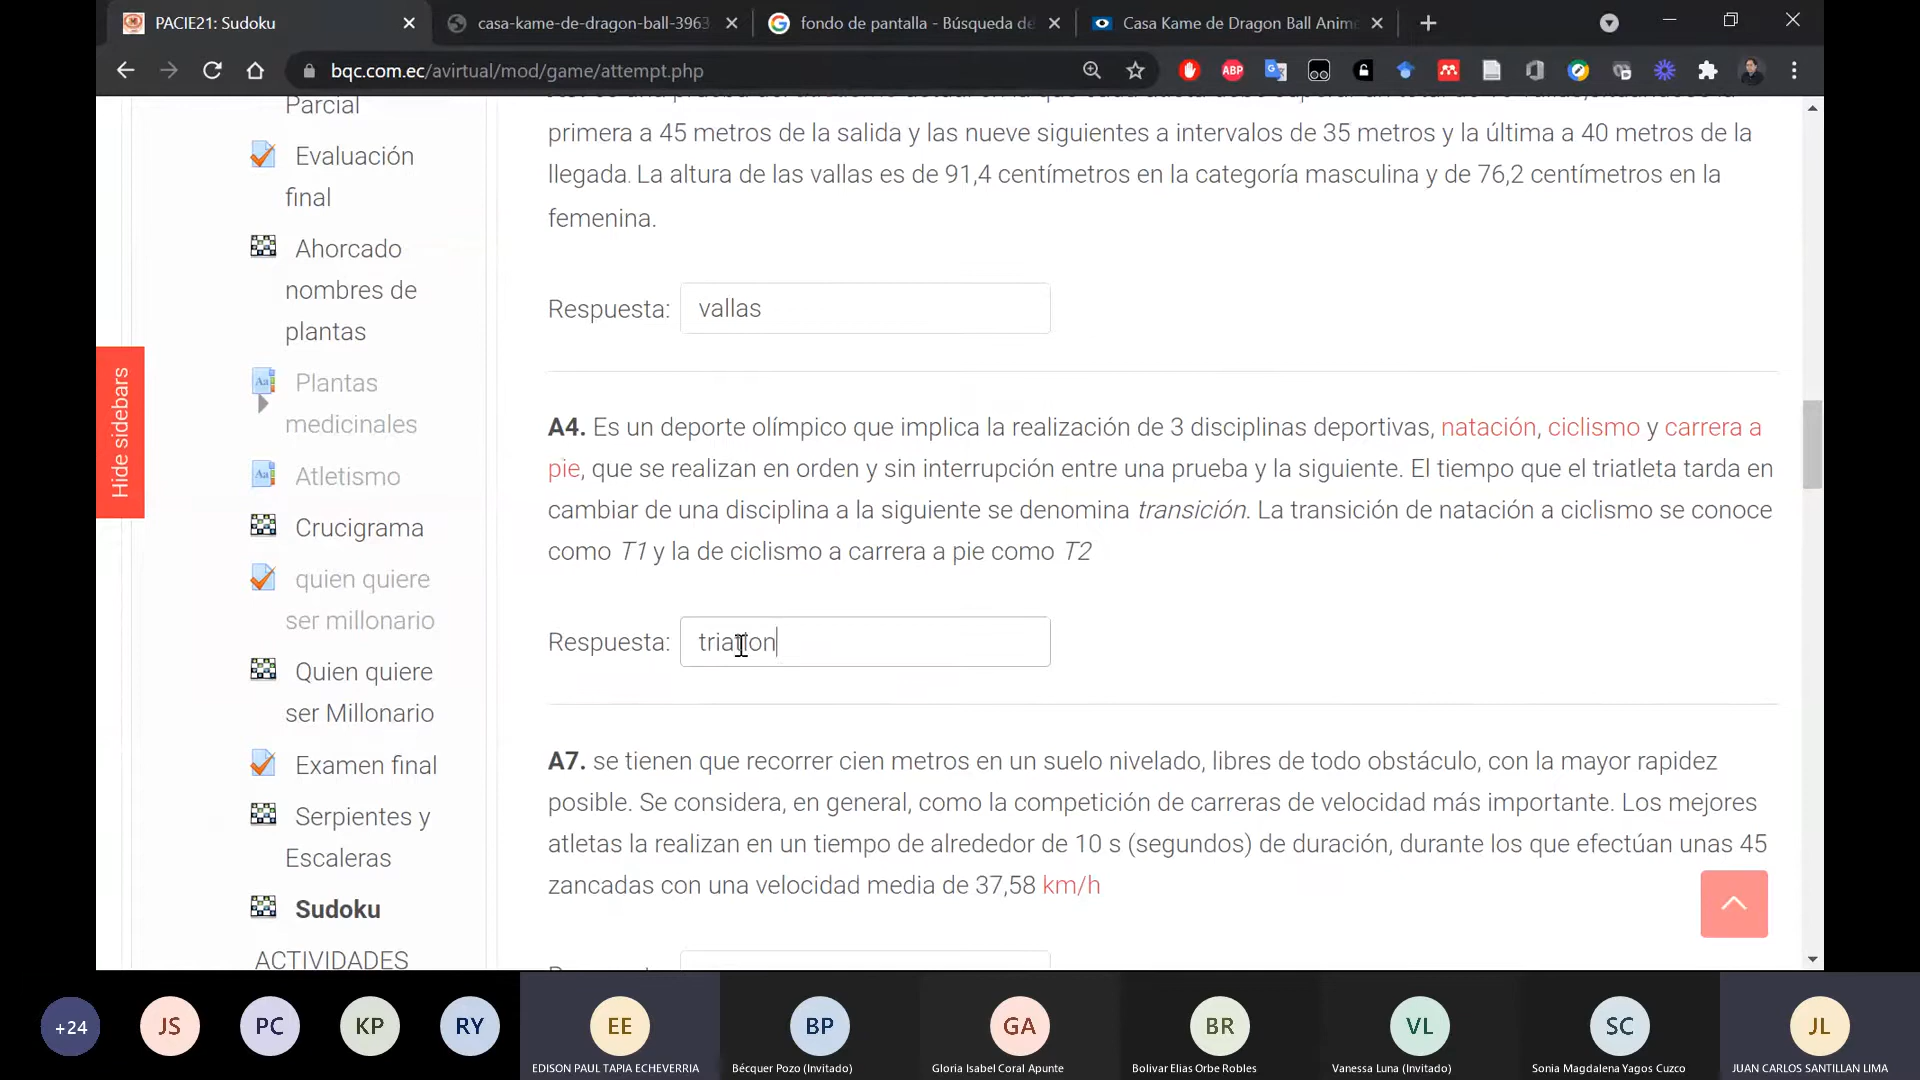 PACIE21: Sudoku
casa-kame-de-dragon-ball-3963
fondo de pantalla - Búsqueda de
Casa Kame de Dragon Ball Anim
bqc.com.ec/avirtual/mod/game/attempt.php
ABP
Parcial
Evaluación
final
Ahorcado
nombres de
plantas
Plantas
medicinales
Atletismo
Crucigrama
quien quiere
ser millonario
Quien quiere
ser Millonario
Examen final
Serpientes y
Escaleras
Sudoku
ACTIVIDADES
Hide sidebars
primera a 45 metros de la salida y las nueve siguientes a intervalos de 35 metros y la última a 40 metros de la
llegada. La altura de las vallas es de 91,4 centímetros en la categoría masculina y de 76,2 centímetros en la
femenina.
Respuesta: vallas
A4. Es un deporte olímpico que implica la realización de 3 disciplinas deportivas, natación, ciclismo y carrera a
pie, que se realizan en orden y sin interrupción entre una prueba y la siguiente. El tiempo que el triatleta tarda en
cambiar de una disciplina a la siguiente se denomina transición. La transición de natación a ciclismo se conoce
como T1 y la de ciclismo a carrera a pie como T2
Respuesta: triatlon
A7. se tienen que recorrer cien metros en un suelo nivelado, libres de todo obstáculo, con la mayor rapidez
posible. Se considera, en general, como la competición de carreras de velocidad más importante. Los mejores
atletas la realizan en un tiempo de alrededor de 10 s (segundos) de duración, durante los que efectúan unas 45
zancadas con una velocidad media de 37,58 km/h
+24
JS
PC
KP
RY
EE
BP
GA
BR
VL
SC
JL
EDISON PAUL TAPIA ECHEVERRIA
Bécquer Pozo (Invitado)
Gloria Isabel Coral Apunte
Bolivar Elias Orbe Robles
Vanessa Luna (Invitado)
Sonia Magdalena Yagos Cuzco
JUAN CARLOS SANTILLAN LIMA